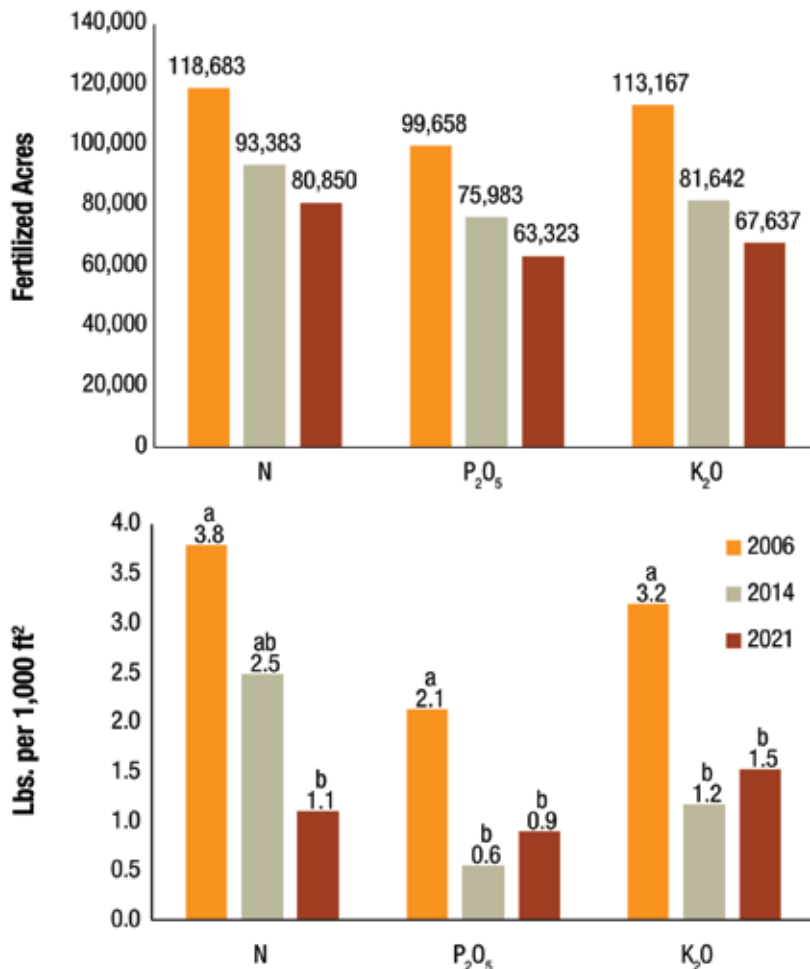 140,000
120,000
100,000
80,000
60,000
40,000
20,000
0
Fertilized Acres
118,683
93,383
80,850
99,658
75,983
63,323
113,167
81,642
67,637
N
P₂O₅
K₂O
4.0
3.5
3.0
2.5
2.0
1.5
1.0
0.5
0.0
Lbs. per 1,000 ft²
a
3.8
ab
2.5
b
1.1
a
2.1
b
0.6
b
0.9
a
3.2
b
1.2
b
1.5
2006
2014
2021
N
P₂O₅
K₂O